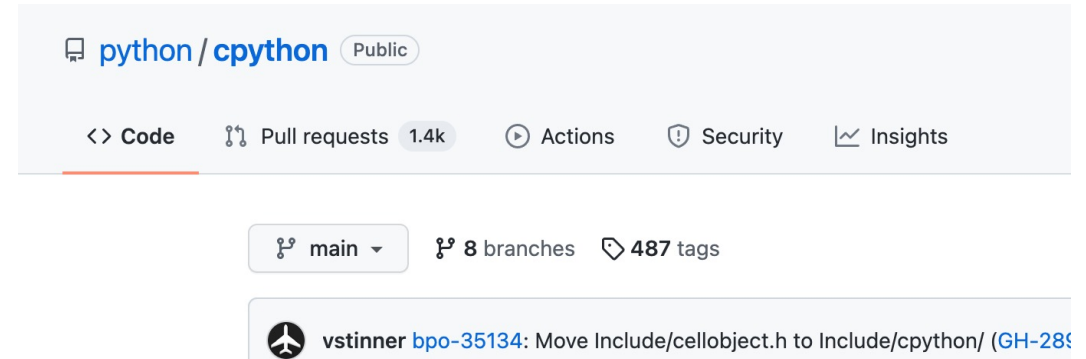 python / cpython Public
<> Code Pull requests 1.4k Actions Security Insights
main 8 branches 487 tags
vstinner bpo-35134: Move Include/cellobject.h to Include/cpython/ (GH-289